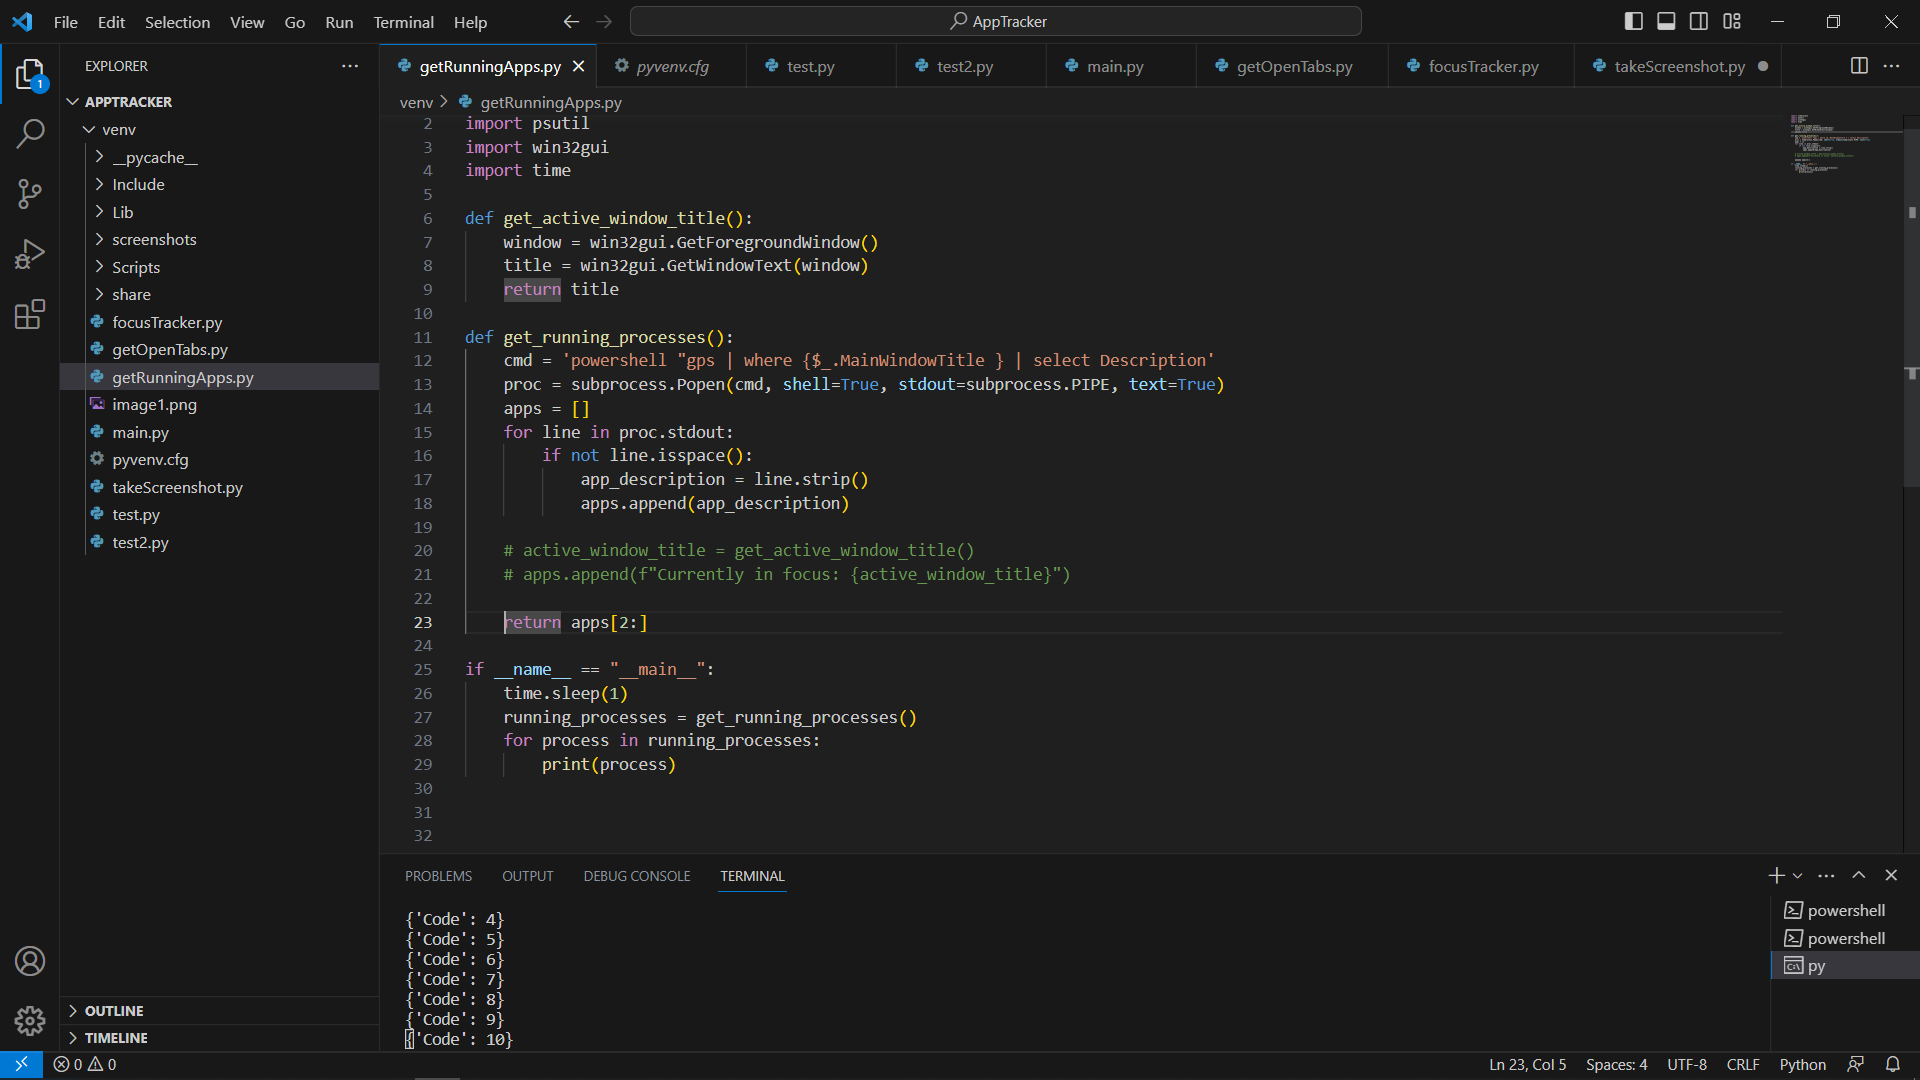 File Edit Selection View Go Run Terminal Help
AppTracker
EXPLORER
1
APPTRACKER
venv
__pycache__
Include
Lib
screenshots
Scripts
share
focusTracker.py
getOpenTabs.py
getRunningApps.py
image1.png
main.py
pyvenv.cfg
takeScreenshot.py
test.py
test2.py
OUTLINE
TIMELINE
getRunningApps.py pyvenv.cfg test.py test2.py main.py getOpenTabs.py focusTracker.py takeScreenshot.py
venv > getRunningApps.py
2 import psutil
3 import win32gui
4 import time
5
6 def get_active_window_title():
7 window = win32gui.GetForegroundWindow()
8 title = win32gui.GetWindowText(window)
9 return title
10
11 def get_running_processes():
12 cmd = 'powershell "gps | where {$_.MainWindowTitle } | select Description'
13 proc = subprocess.Popen(cmd, shell=True, stdout=subprocess.PIPE, text=True)
14 apps = []
15 for line in proc.stdout:
16 if not line.isspace():
17 app_description = line.strip()
18 apps.append(app_description)
19
20 # active_window_title = get_active_window_title()
21 # apps.append(f"Currently in focus: {active_window_title}")
22
23 return apps[2:]
24
25 if __name__ == "__main__":
26 time.sleep(1)
27 running_processes = get_running_processes()
28 for process in running_processes:
29 print(process)
30
31
32
PROBLEMS OUTPUT DEBUG CONSOLE TERMINAL
{'Code': 4}
{'Code': 5}
{'Code': 6}
{'Code': 7}
{'Code': 8}
{'Code': 9}
{'Code': 10}
powershell
powershell
py
0 0
Ln 23, Col 5 Spaces: 4 UTF-8 CRLF Python